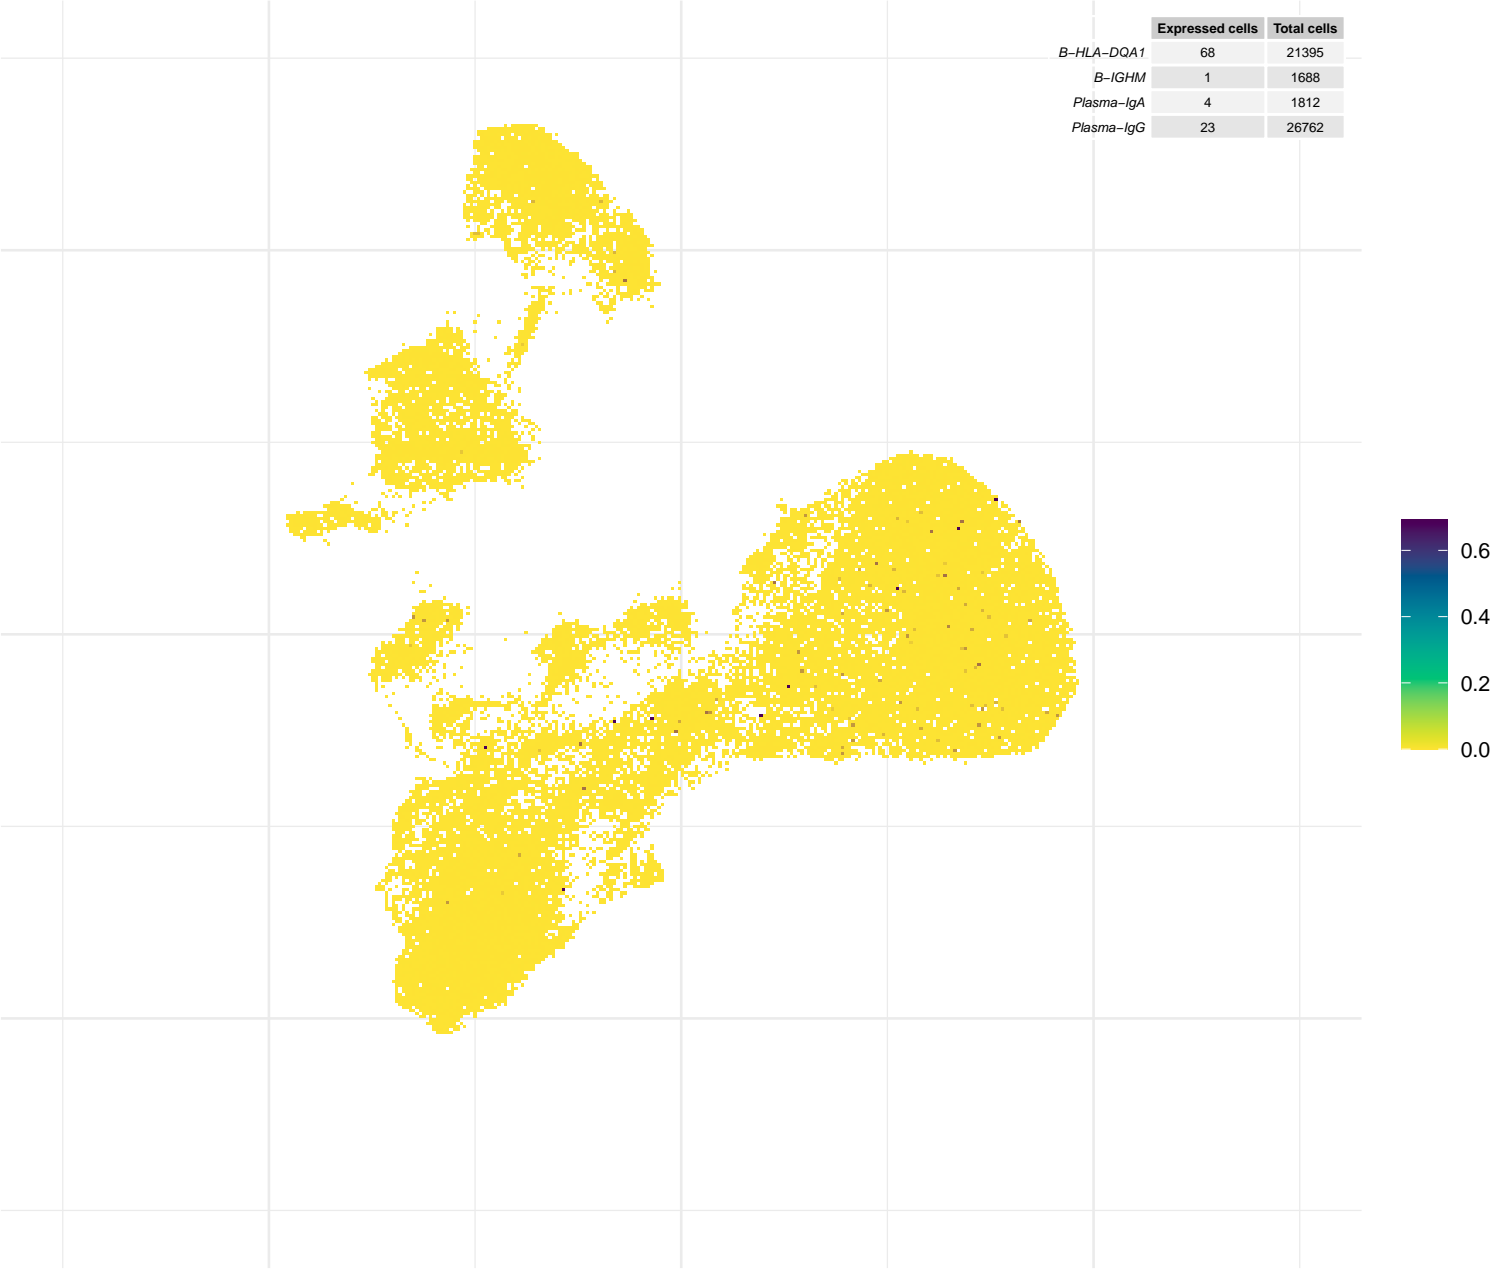 Expressed cells Total cells
B−HLA−DQA1 68 21395
B−IGHM 1 1688
Plasma−IgA 4 1812
Plasma−IgG 23 26762
0.6
0.4
0.2
0.0